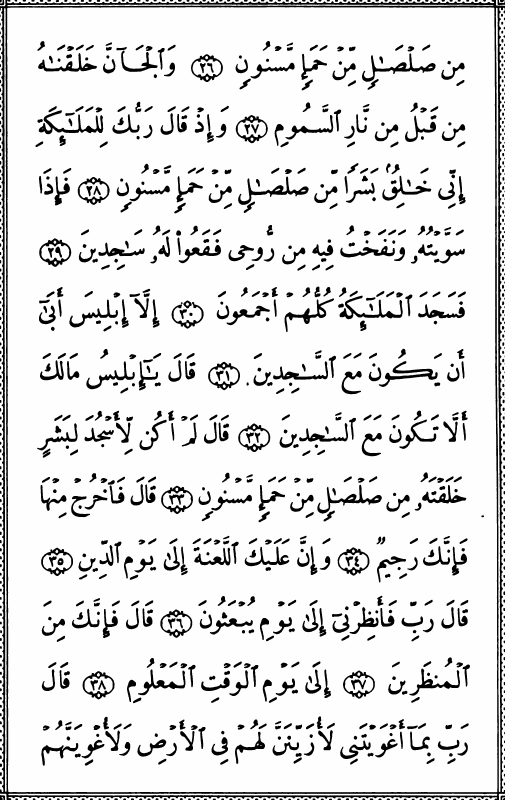 مِن صَلْصَـٰلٍ مِّنْ حَمَإٍ مَّسْنُونٍ ﴿٢٦﴾ وَٱلْجَآنَّ خَلَقْنَـٰهُ
مِن قَبْلُ مِن نَّارِ ٱلسَّمُومِ ﴿٢٧﴾ وَإِذْ قَالَ رَبُّكَ لِلْمَلَـٰٓئِكَةِ
إِنِّى خَـٰلِقٌۢ بَشَرًا مِّن صَلْصَـٰلٍ مِّنْ حَمَإٍ مَّسْنُونٍ ﴿٢٨﴾ فَإِذَا
سَوَّيْتُهُۥ وَنَفَخْتُ فِيهِ مِن رُّوحِى فَقَعُوا۟ لَهُۥ سَـٰجِدِينَ ﴿٢٩﴾
فَسَجَدَ ٱلْمَلَـٰٓئِكَةُ كُلُّهُمْ أَجْمَعُونَ ﴿٣٠﴾ إِلَّآ إِبْلِيسَ أَبَىٰٓ
أَن يَكُونَ مَعَ ٱلسَّـٰجِدِينَ ﴿٣١﴾ قَالَ يَـٰٓإِبْلِيسُ مَالَكَ
أَلَّا تَكُونَ مَعَ ٱلسَّـٰجِدِينَ ﴿٣٢﴾ قَالَ لَمْ أَكُن لِّأَسْجُدَ لِبَشَرٍ
خَلَقْتَهُۥ مِن صَلْصَـٰلٍ مِّنْ حَمَإٍ مَّسْنُونٍ ﴿٣٣﴾ قَالَ فَٱخْرُجْ مِنْهَا
فَإِنَّكَ رَجِيمٌ ﴿٣٤﴾ وَإِنَّ عَلَيْكَ ٱللَّعْنَةَ إِلَىٰ يَوْمِ ٱلدِّينِ ﴿٣٥﴾
قَالَ رَبِّ فَأَنظِرْنِىٓ إِلَىٰ يَوْمِ يُبْعَثُونَ ﴿٣٦﴾ قَالَ فَإِنَّكَ مِنَ
ٱلْمُنظَرِينَ ﴿٣٧﴾ إِلَىٰ يَوْمِ ٱلْوَقْتِ ٱلْمَعْلُومِ ﴿٣٨﴾ قَالَ
رَبِّ بِمَآ أَغْوَيْتَنِى لَأُزَيِّنَنَّ لَهُمْ فِى ٱلْأَرْضِ وَلَأُغْوِيَنَّهُمْ